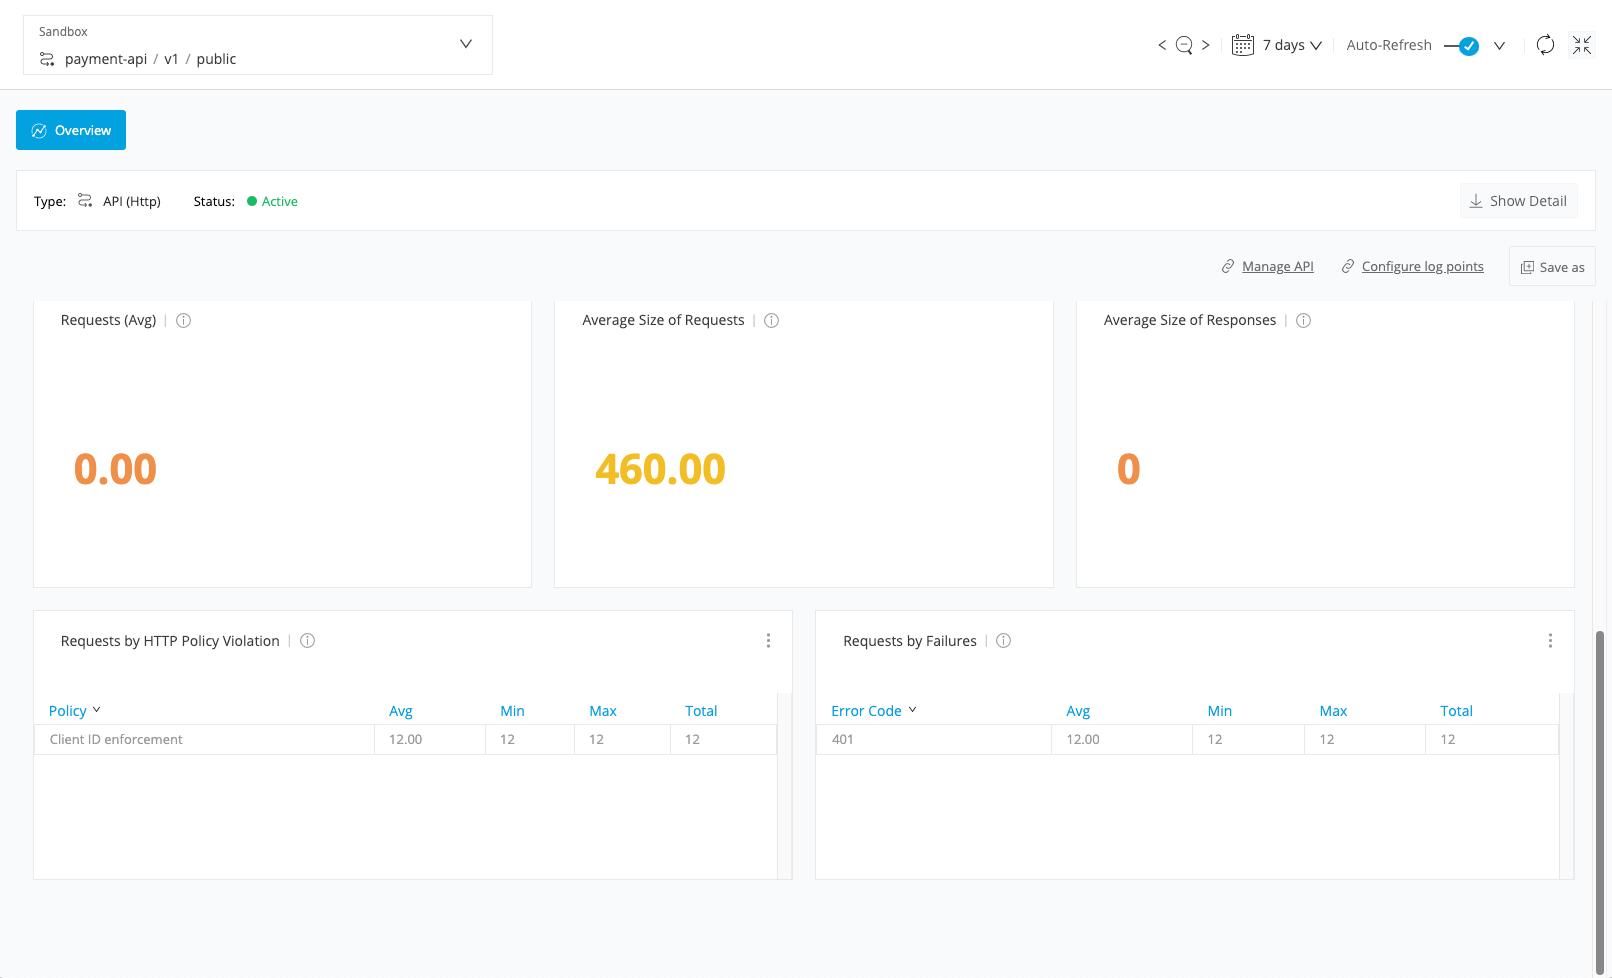 Sandbox
payment-api / v1 / public
7 days
Auto-Refresh
Overview
Type: API (Http) Status: Active
Show Detail
Manage API Configure log points Save as
Requests (Avg)
0.00
Average Size of Requests
460.00
Average Size of Responses
0
Requests by HTTP Policy Violation
Policy Avg Min Max Total
Client ID enforcement 12.00 12 12 12
Requests by Failures
Error Code Avg Min Max Total
401 12.00 12 12 12